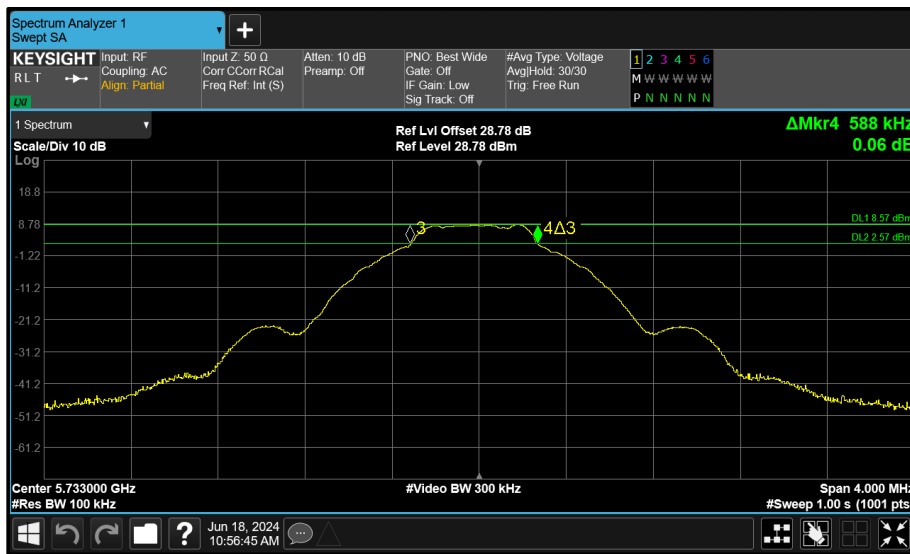 Spectrum Analyzer 1
Swept SA
+
KEYSIGHT
R L T
LXI
Input: RF
Coupling: AC
Align: Partial
Input Z: 50 Ω
Corr CCorr RCal
Freq Ref: Int (S)
Atten: 10 dB
Preamp: Off
PNO: Best Wide
Gate: Off
IF Gain: Low
Sig Track: Off
#Avg Type: Voltage
Avg|Hold: 30/30
Trig: Free Run
1 2 3 4 5 6
M W W W W W
P N N N N N
1 Spectrum
Scale/Div 10 dB
Log
Ref Lvl Offset 28.78 dB
Ref Level 28.78 dBm
ΔMkr4 588 kHz
0.06 dB
18.8
8.78
-1.22
-11.2
-21.2
-31.2
-41.2
-51.2
-61.2
3
4Δ3
DL1 8.57 dBm
DL2 2.57 dBm
Center 5.733000 GHz
#Res BW 100 kHz
#Video BW 300 kHz
Span 4.000 MHz
#Sweep 1.00 s (1001 pts
?
Jun 18, 2024
10:56:45 AM